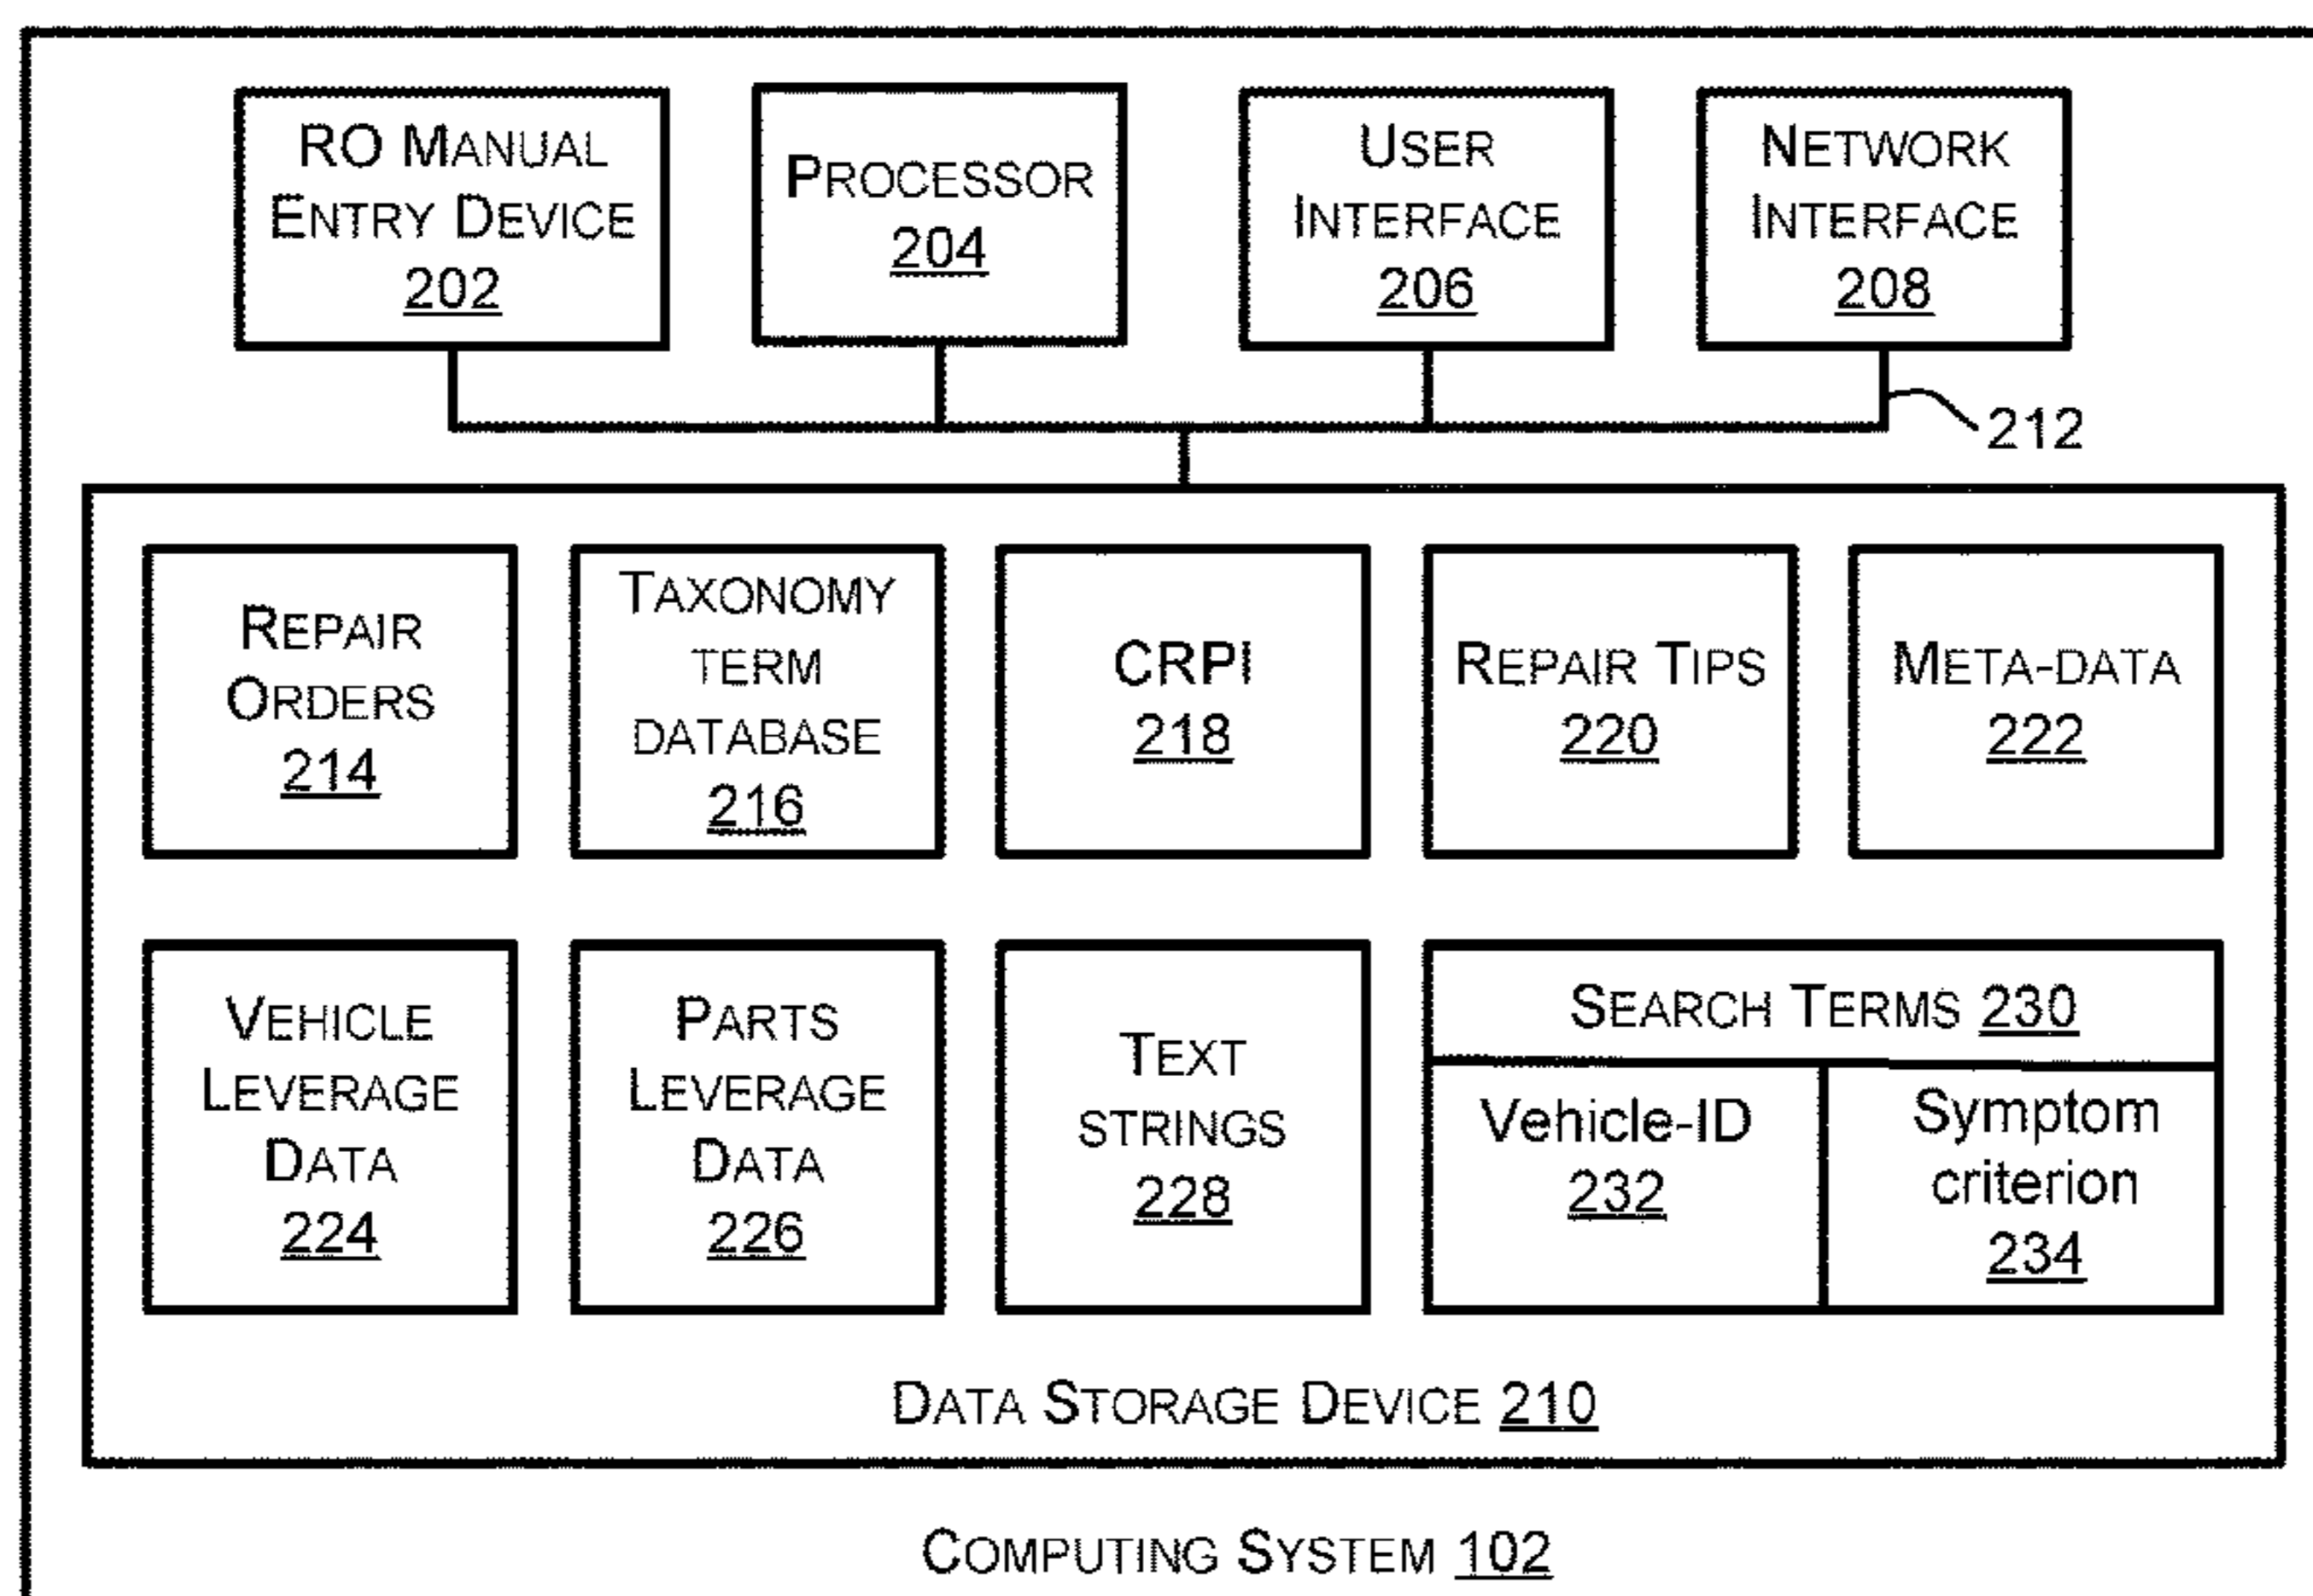 RO MANUAL
ENTRY DEVICE
202
PROCESSOR
204
USER
INTERFACE
206
NETWORK
INTERFACE
208
212
REPAIR
ORDERS
214
TAXONOMY
TERM
DATABASE
216
CRPI
218
REPAIR TIPS
220
META-DATA
222
VEHICLE
LEVERAGE
DATA
224
PARTS
LEVERAGE
DATA
226
TEXT
STRINGS
228
SEARCH TERMS 230
Vehicle-ID
232
Symptom
criterion
234
DATA STORAGE DEVICE 210
COMPUTING SYSTEM 102